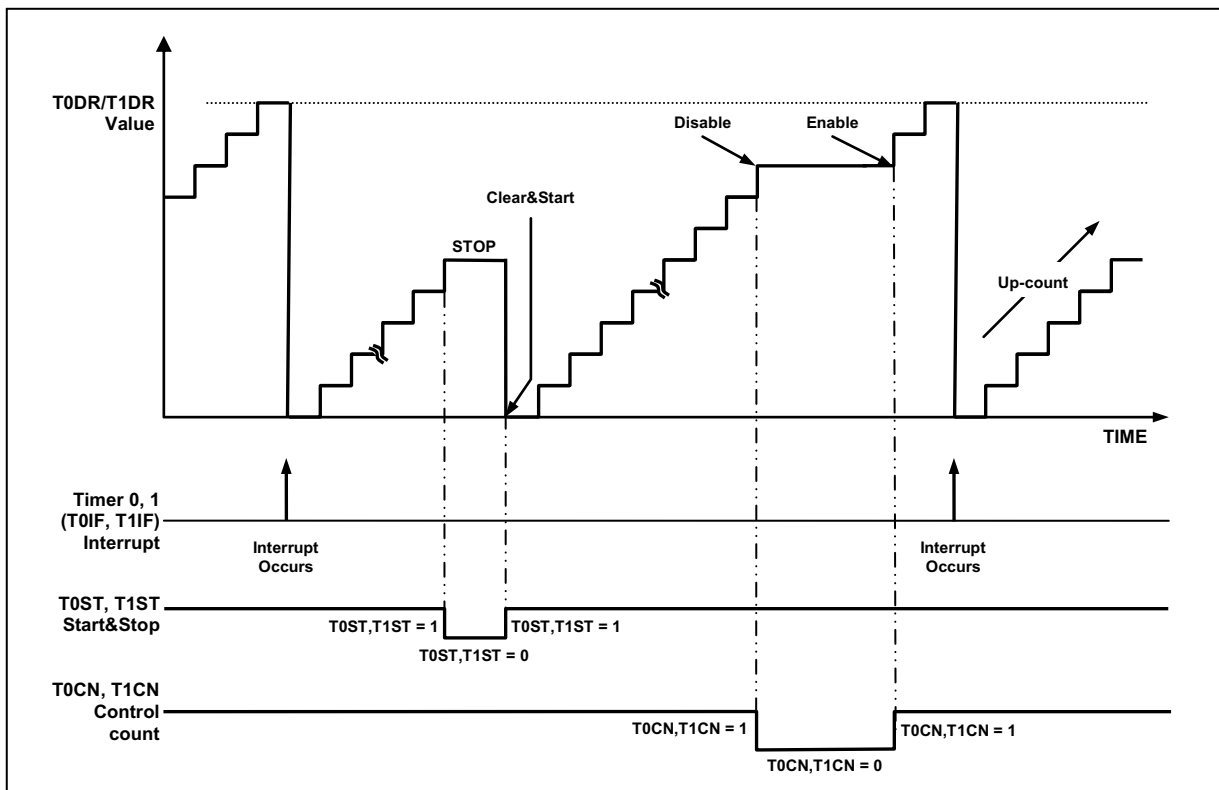 T0DR/T1DR
Value
Disable
Enable
Clear&Start
STOP
Up-count
TIME
Timer 0, 1
(T0IF, T1IF)
Interrupt
Interrupt
Occurs
Interrupt
Occurs
T0ST, T1ST
Start&Stop
T0ST,T1ST = 1
T0ST,T1ST = 1
T0ST,T1ST = 0
T0CN, T1CN
Control
count
T0CN,T1CN = 1
T0CN,T1CN = 1
T0CN,T1CN = 0